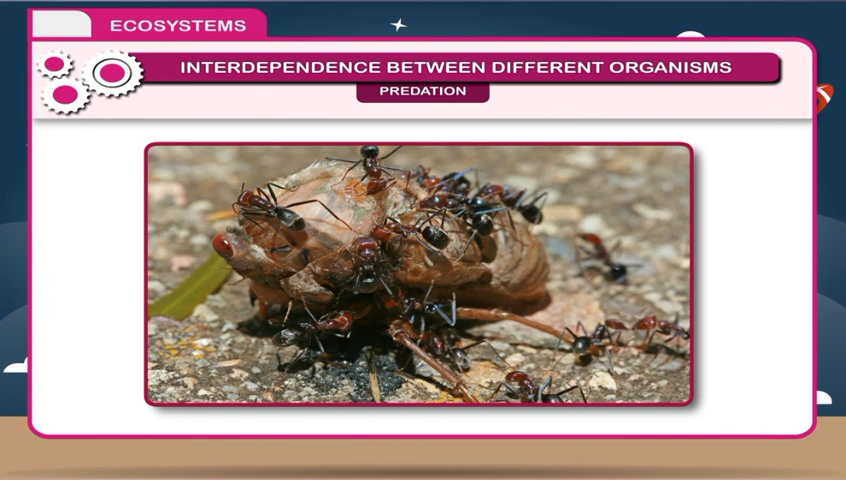 ECOSYSTEMS
INTERDEPENDENCE BETWEEN DIFFERENT ORGANISMS
PREDATION